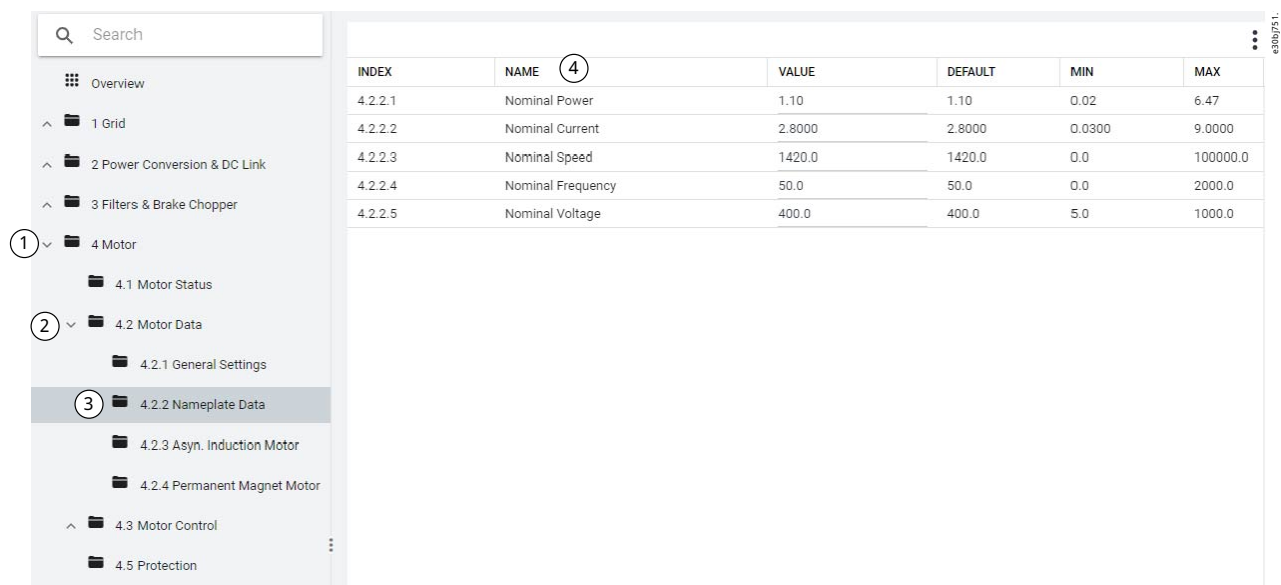 Search
Overview
1 Grid
2 Power Conversion & DC Link
3 Filters & Brake Chopper
1 4 Motor
4.1 Motor Status
2 4.2 Motor Data
4.2.1 General Settings
3 4.2.2 Nameplate Data
4.2.3 Asyn. Induction Motor
4.2.4 Permanent Magnet Motor
4.3 Motor Control
4.5 Protection
INDEX NAME 4 VALUE DEFAULT MIN MAX
4.2.2.1 Nominal Power 1.10 1.10 0.02 6.47
4.2.2.2 Nominal Current 2.8000 2.8000 0.0300 9.0000
4.2.2.3 Nominal Speed 1420.0 1420.0 0.0 100000.0
4.2.2.4 Nominal Frequency 50.0 50.0 0.0 2000.0
4.2.2.5 Nominal Voltage 400.0 400.0 5.0 1000.0
e30bj751.